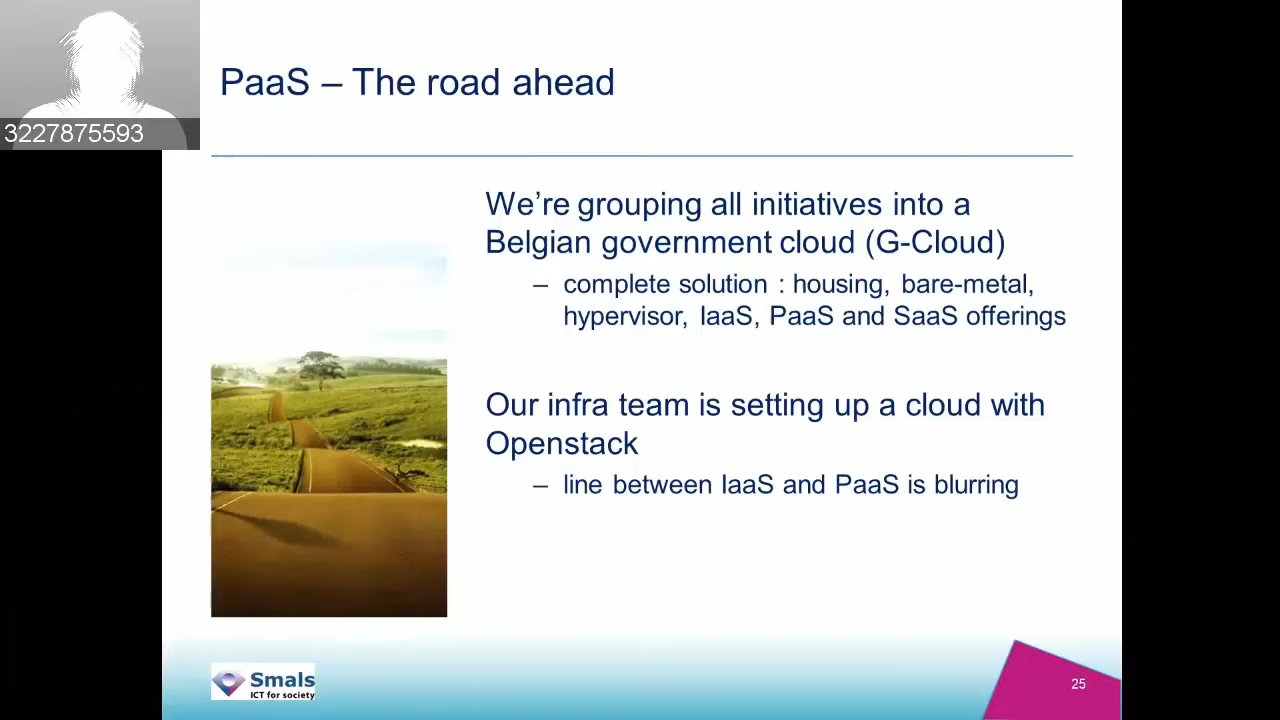 3227875593
PaaS – The road ahead
We’re grouping all initiatives into a
Belgian government cloud (G-Cloud)
– complete solution : housing, bare-metal,
hypervisor, IaaS, PaaS and SaaS offerings
Our infra team is setting up a cloud with
Openstack
– line between IaaS and PaaS is blurring
Smals
ICT for society
25